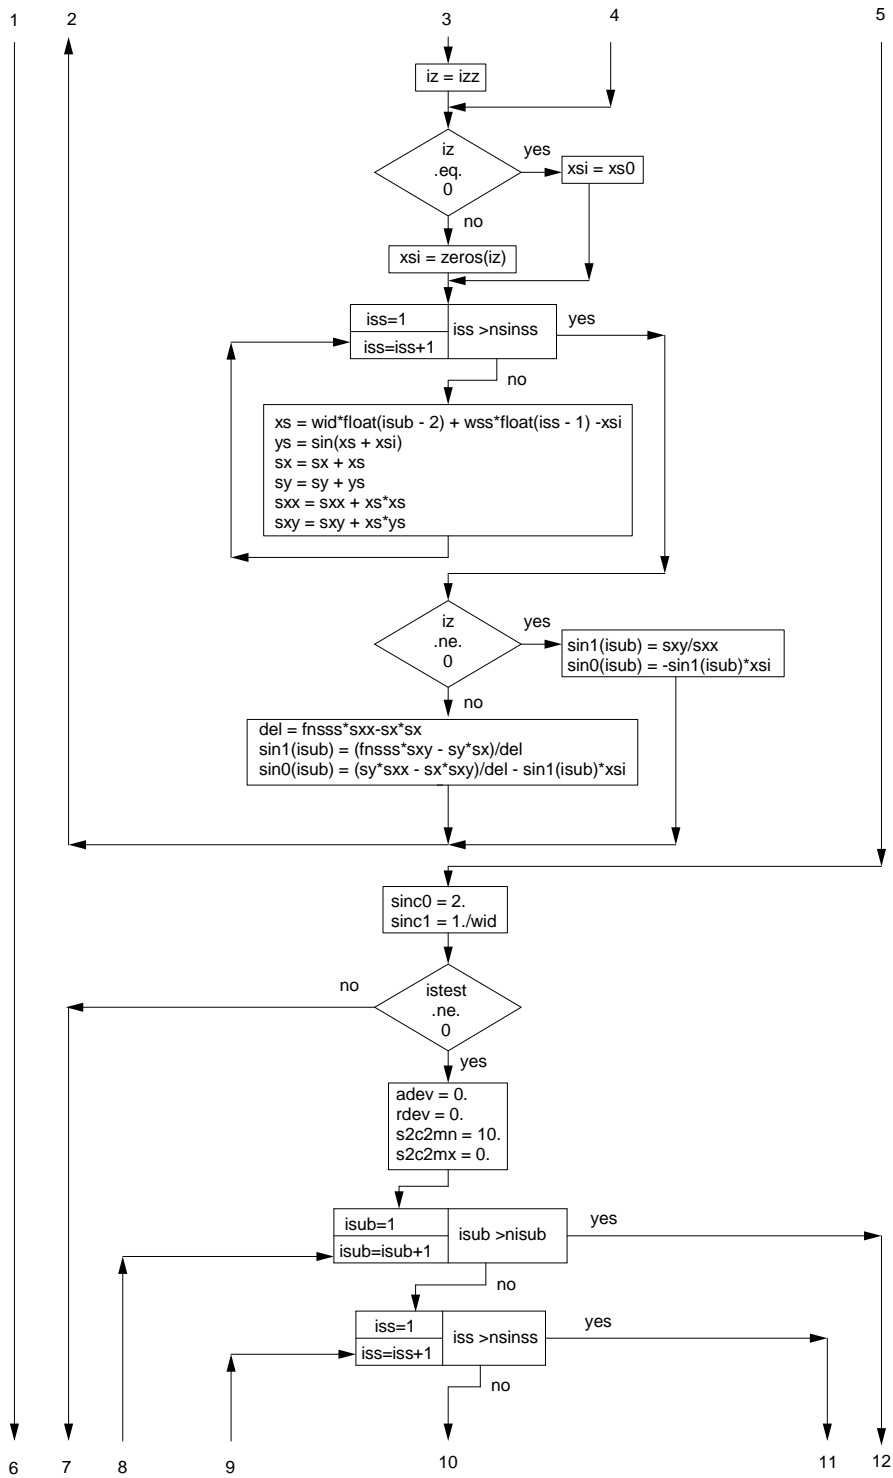 1
2
3
4
5
iz = izz
iz
.eq.
0
yes
xsi = xs0
no
xsi = zeros(iz)
iss=1
iss=iss+1
iss >nsinss
yes
no
xs = wid*float(isub - 2) + wss*float(iss - 1) -xsi
ys = sin(xs + xsi)
sx = sx + xs
sy = sy + ys
sxx = sxx + xs*xs
sxy = sxy + xs*ys
iz
.ne.
0
yes
sin1(isub) = sxy/sxx
sin0(isub) = -sin1(isub)*xsi
no
del = fnsss*sxx-sx*sx
sin1(isub) = (fnsss*sxy - sy*sx)/del
sin0(isub) = (sy*sxx - sx*sxy)/del - sin1(isub)*xsi
sinc0 = 2.
sinc1 = 1./wid
no
istest
.ne.
0
yes
adev = 0.
rdev = 0.
s2c2mn = 10.
s2c2mx = 0.
isub=1
isub=isub+1
isub >nisub
yes
no
iss=1
iss=iss+1
iss >nsinss
yes
no
6
7
8
9
10
11
12